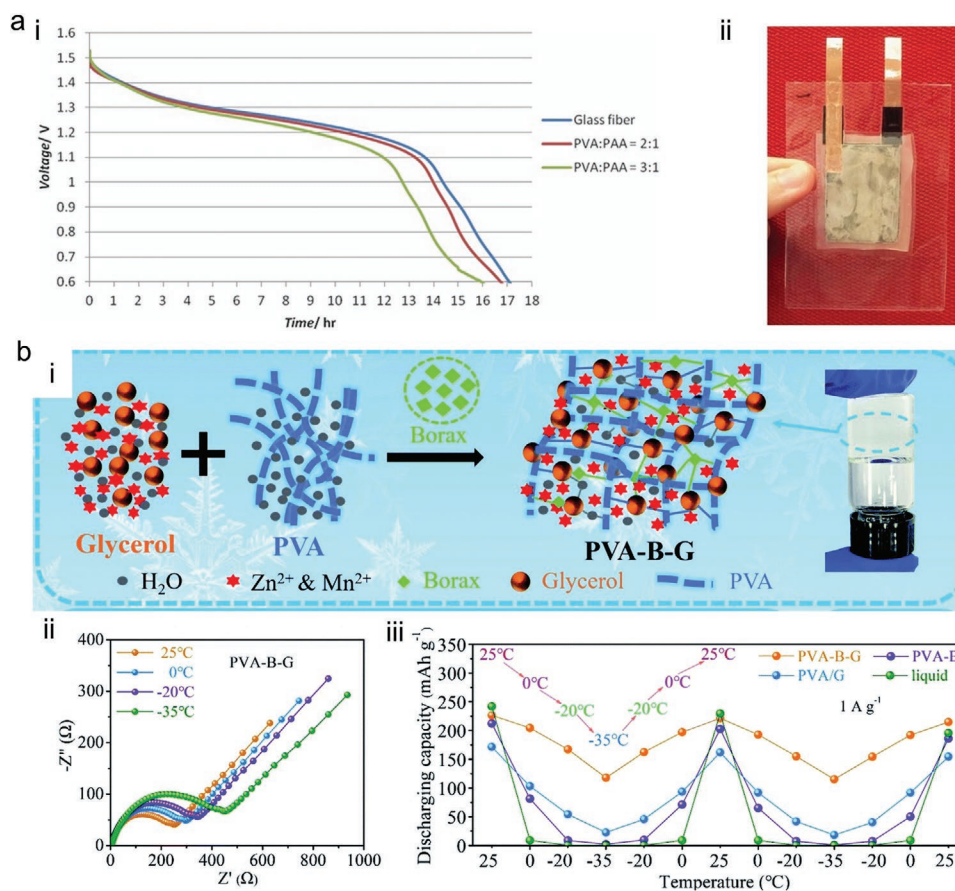 a
i
1.6
1.5
1.4
1.3
1.2
1.1
1
0.9
0.8
0.7
0.6
Voltage/ V
0 1 2 3 4 5 6 7 8 9 10 11 12 13 14 15 16 17 18
Time/ hr
Glass fiber
PVA:PAA = 2:1
PVA:PAA = 3:1
ii
b
i
Borax
Glycerol
PVA
PVA-B-G
H₂O Zn²⁺ & Mn²⁺ Borax Glycerol PVA
ii
400
300
200
100
0
-Z" (Ω)
25℃
0℃
-20℃
-35℃
PVA-B-G
0 200 400 600 800 1000
Z' (Ω)
iii
350
300
250
200
150
100
50
0
Discharging capacity (mAh g⁻¹)
25℃ 25℃
0℃ 0℃
-20℃ -20℃
-35℃
PVA-B-G PVA-B
PVA/G liquid
1 A g⁻¹
25 0 -20 -35 -20 0 25 0 -20 -35 -20 0 25
Temperature (℃)